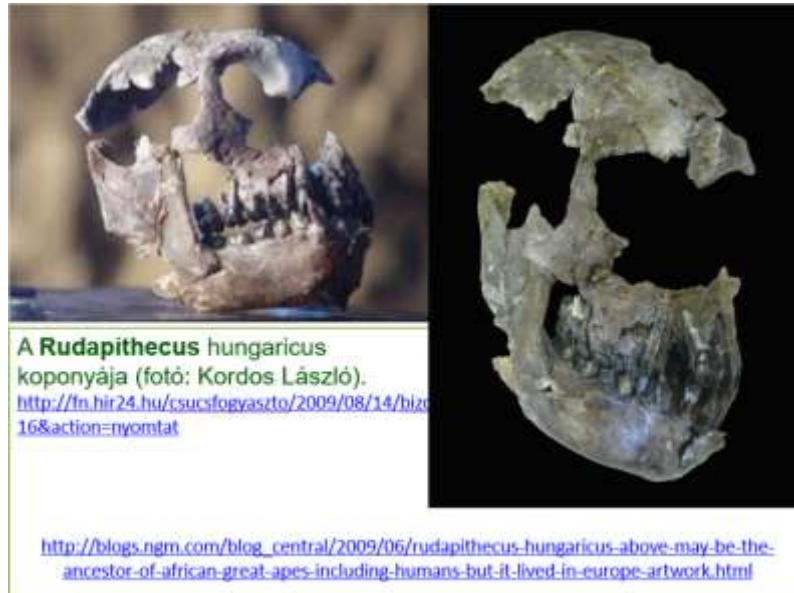 A Rudapithecus hungaricus
koponyája (fotó: Kordos László).
http://fn.hir24.hu/csucsfogyaszto/2009/08/14/bizo
16&action=nyomtat
http://blogs.ngm.com/blog_central/2009/06/rudapithecus-hungaricus-above-may-be-the-
ancestor-of-african-great-apes-including-humans-but-it-lived-in-europe-artwork.html